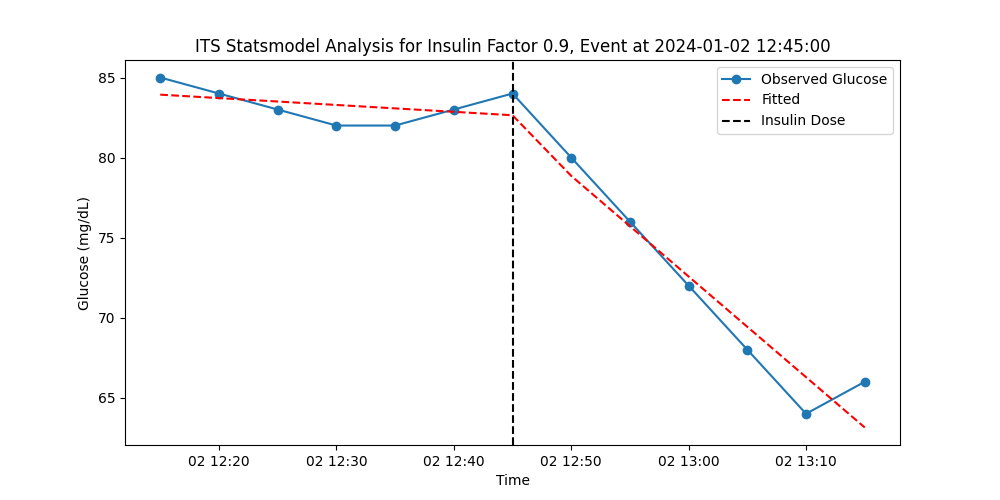 ITS Statsmodel Analysis for Insulin Factor 0.9, Event at 2024-01-02 12:45:00
Observed Glucose
Fitted
Insulin Dose
Glucose (mg/dL)
85
80
75
70
65
02 12:20
02 12:30
02 12:40
02 12:50
02 13:00
02 13:10
Time